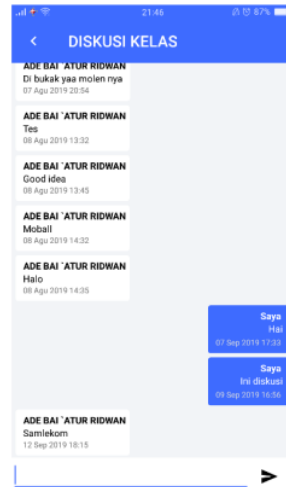 21:46
87%
DISKUSI KELAS
ADE BAI `ATUR RIDWAN
Di bukak yaa molen nya
07 Agu 2019 20:54
ADE BAI `ATUR RIDWAN
Tes
08 Agu 2019 13:32
ADE BAI `ATUR RIDWAN
Good idea
08 Agu 2019 13:45
ADE BAI `ATUR RIDWAN
Moball
08 Agu 2019 14:32
ADE BAI `ATUR RIDWAN
Halo
08 Agu 2019 14:35
Saya
Hai
07 Sep 2019 17:33
Saya
Ini diskusi
09 Sep 2019 16:56
ADE BAI `ATUR RIDWAN
Samlekom
12 Sep 2019 18:15